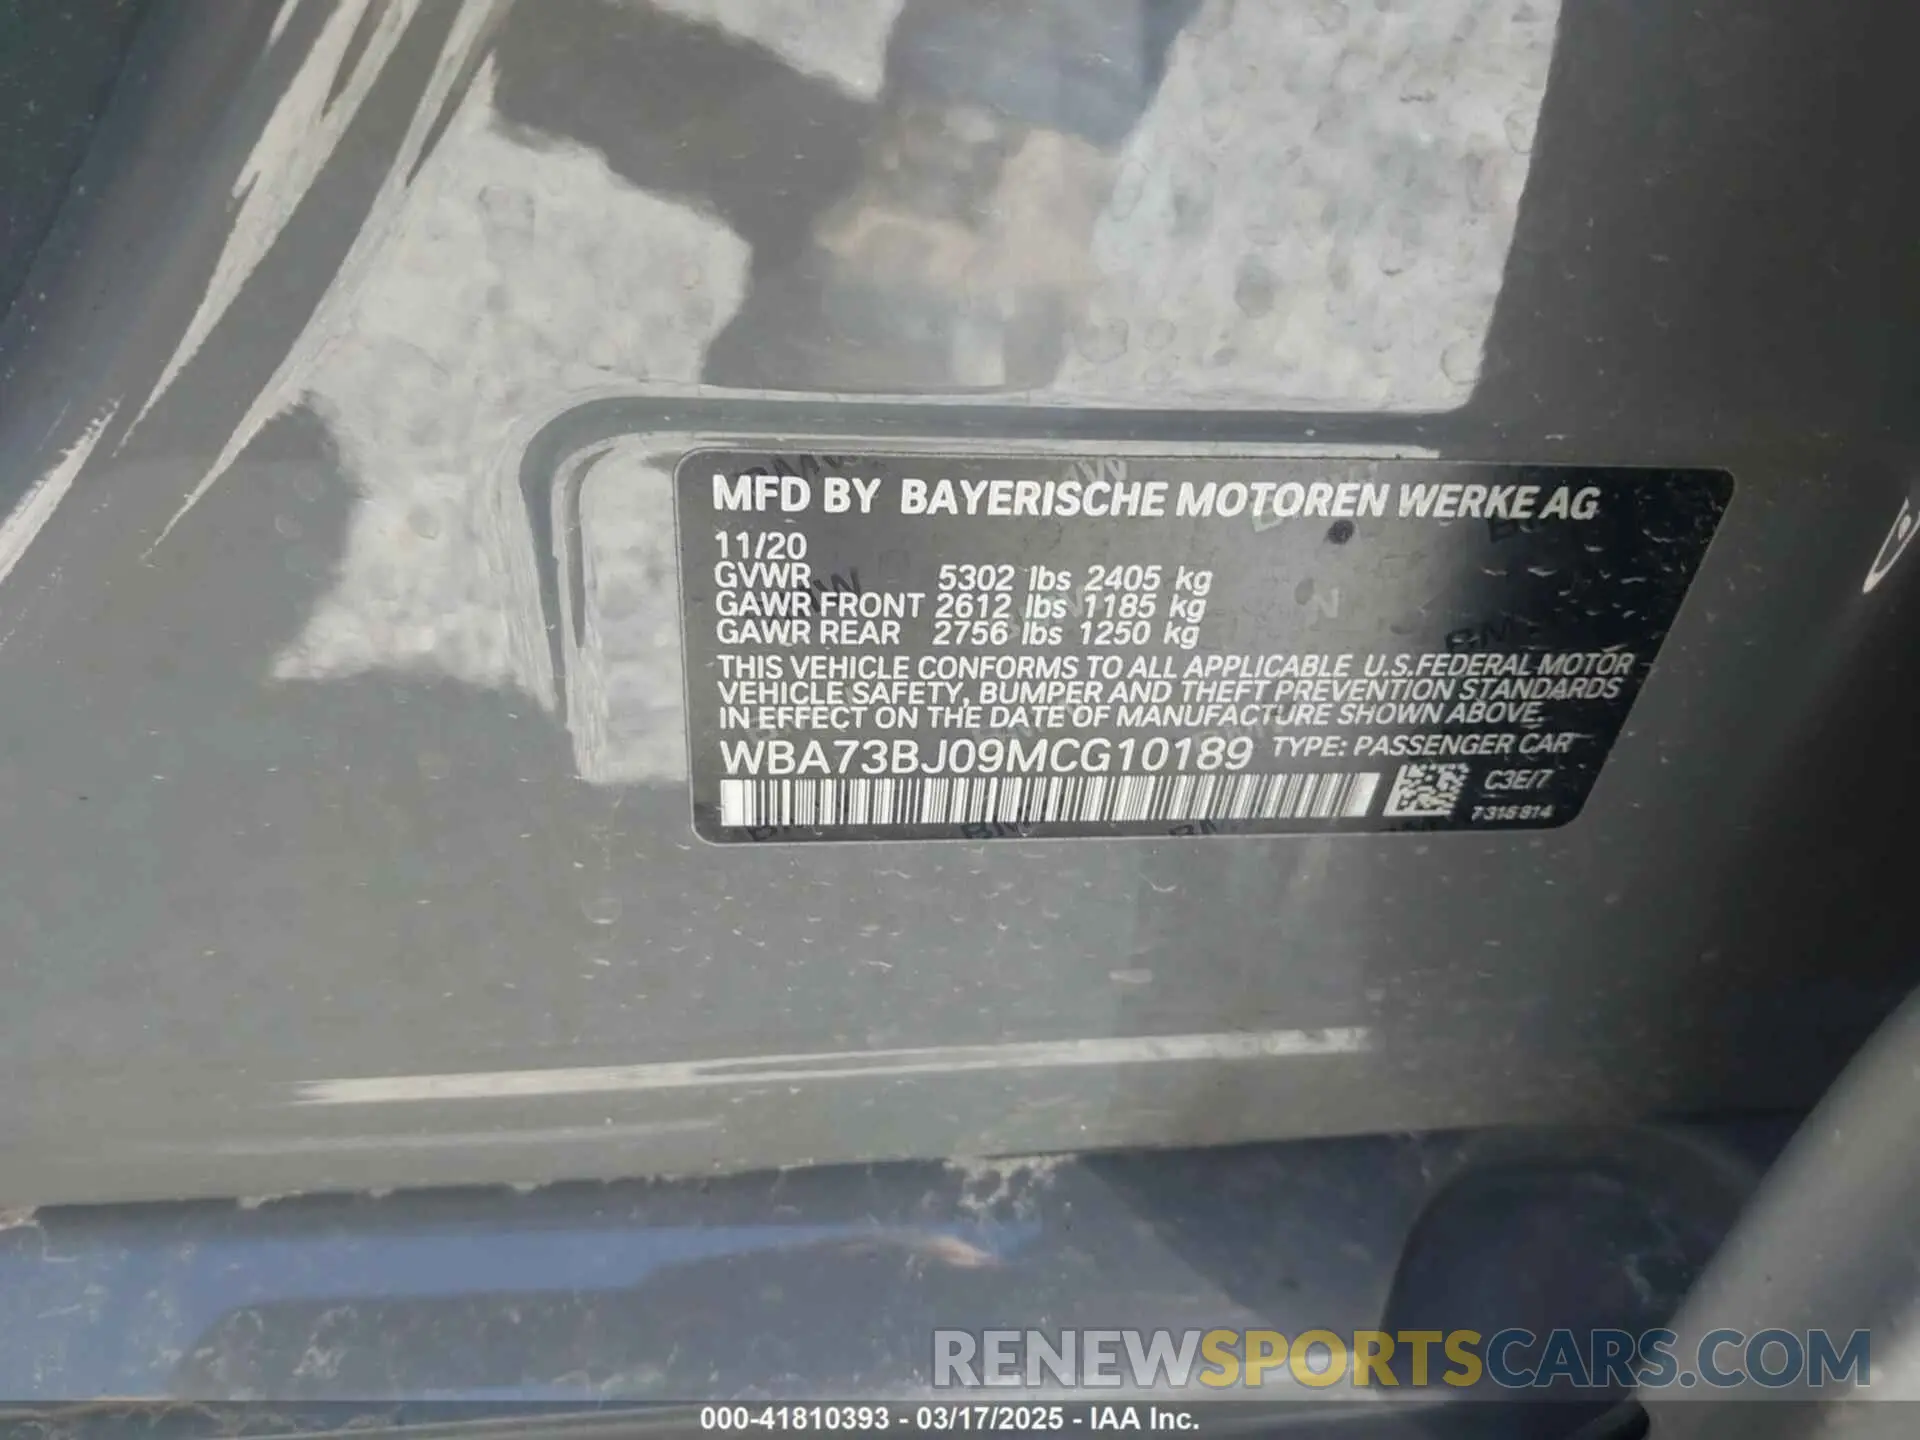 MFD BY BAYERISCHE MOTOREN WERKE AG
11/20
GVWR 5302 lbs 2405 kg
GAWR FRONT 2612 lbs 1185 kg
GAWR REAR 2756 lbs 1250 kg
THIS VEHICLE CONFORMS TO ALL APPLICABLE U.S.FEDERAL MOTOR
VEHICLE SAFETY, BUMPER AND THEFT PREVENTION STANDARDS
IN EFFECT ON THE DATE OF MANUFACTURE SHOWN ABOVE.
WBA73BJ09MCG10189 TYPE: PASSENGER CAR
C3E/7
7316814
RENEWSPORTSCARS.COM
000-41810393 - 03/17/2025 - IAA Inc.